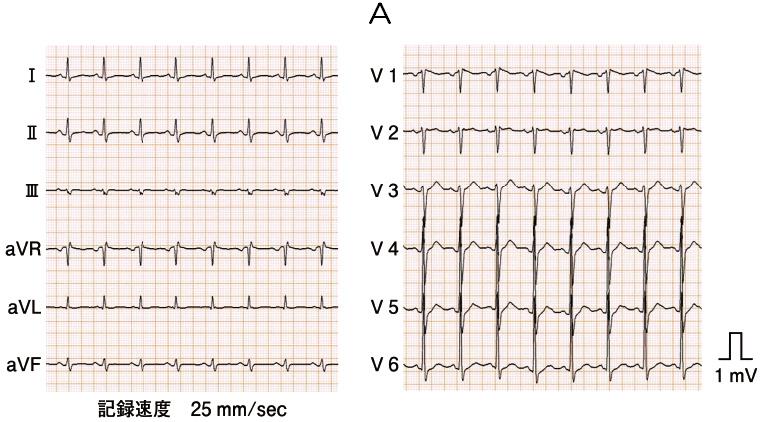 A
I
II
III
aVR
aVL
aVF
V 1
V 2
V 3
V 4
V 5
V 6
1 mV
記録速度 25 mm/sec